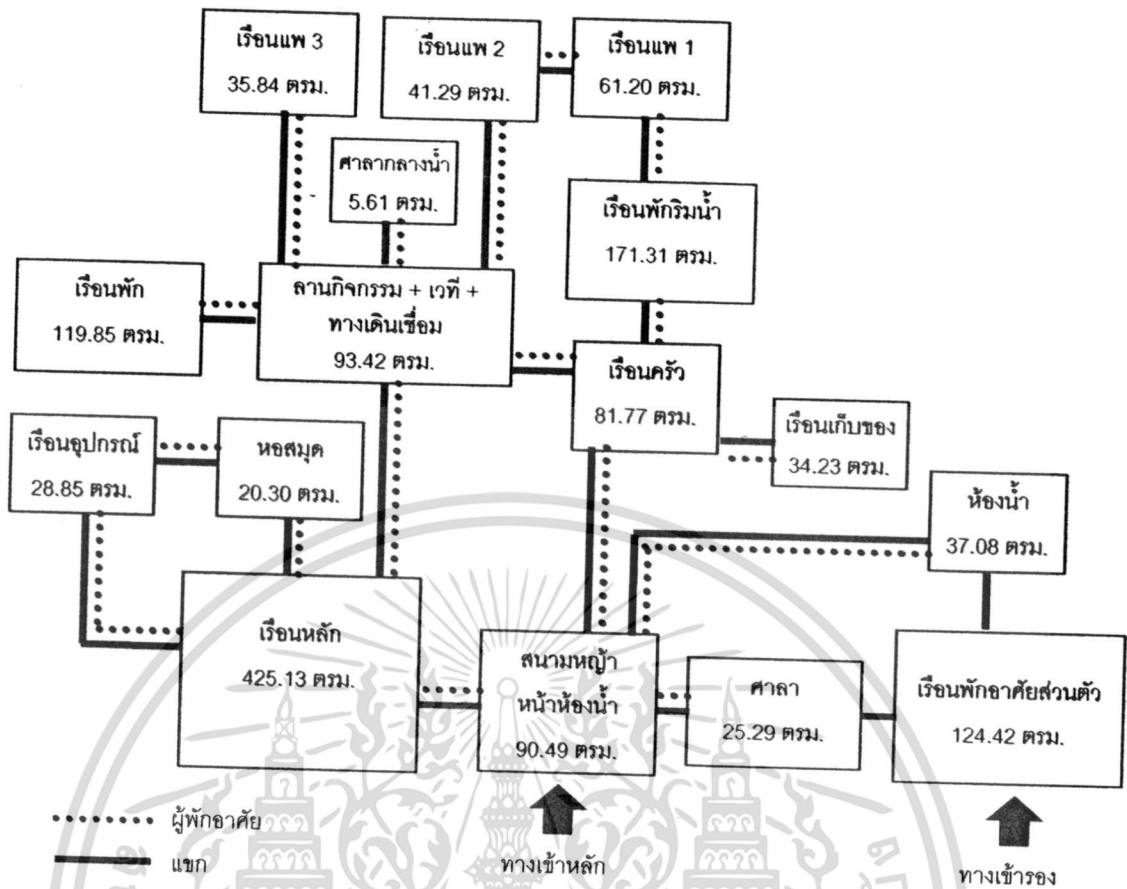 เรือนแพ 3
35.84 ตรม.
เรือนแพ 2
41.29 ตรม.
เรือนแพ 1
61.20 ตรม.
ศาลากลางน้ำ
5.61 ตรม.
เรือนพักริมน้ำ
171.31 ตรม.
เรือนพัก
119.85 ตรม.
ลานกิจกรรม + เวที +
ทางเดินเชื่อม
93.42 ตรม.
เรือนครัว
81.77 ตรม.
เรือนเก็บของ
34.23 ตรม.
เรือนอุปกรณ์
28.85 ตรม.
หอสมุด
20.30 ตรม.
ห้องน้ำ
37.08 ตรม.
เรือนหลัก
425.13 ตรม.
สนามหญ้า
หน้าห้องน้ำ
90.49 ตรม.
ศาลา
25.29 ตรม.
เรือนพักอาศัยส่วนตัว
124.42 ตรม.
ผู้พักอาศัย
แขก
ทางเข้าหลัก
ทางเข้ารอง